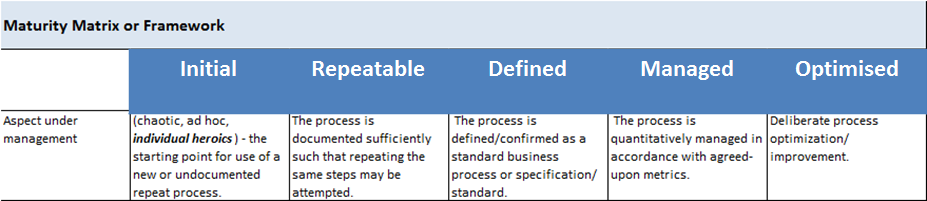 Maturity Matrix or Framework
Initial
Repeatable
Defined
Managed
Optimised
Aspect under
management
(chaotic, ad hoc,
individual heroics) - the
starting point for use of a
new or undocumented
repeat process.
The process is
documented sufficiently
such that repeating the
same steps may be
attempted.
The process is
defined/confirmed as a
standard business
process or specification/
standard.
The process is
quantitatively managed in
accordance with agreed-
upon metrics.
Deliberate process
optimization/
improvement.